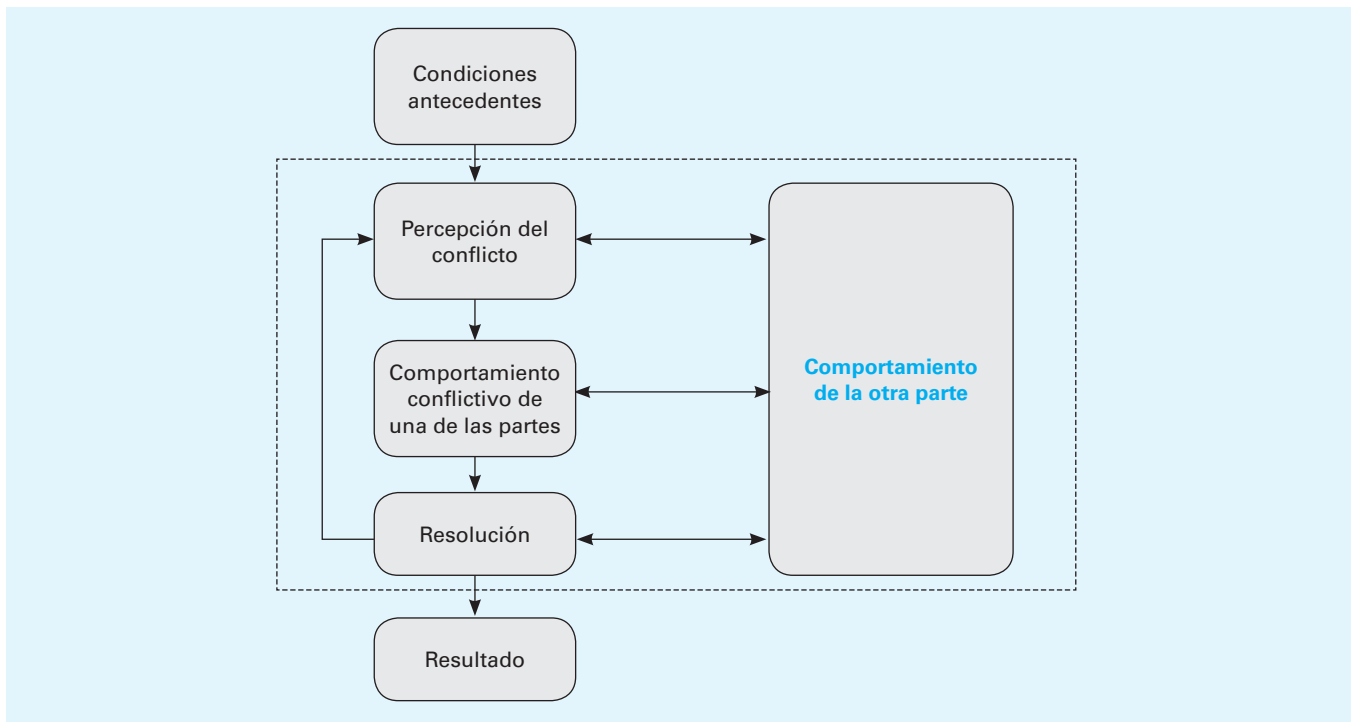 Condiciones
antecedentes
Percepción del
conflicto
Comportamiento
conflictivo de
una de las partes
Comportamiento
de la otra parte
Resolución
Resultado